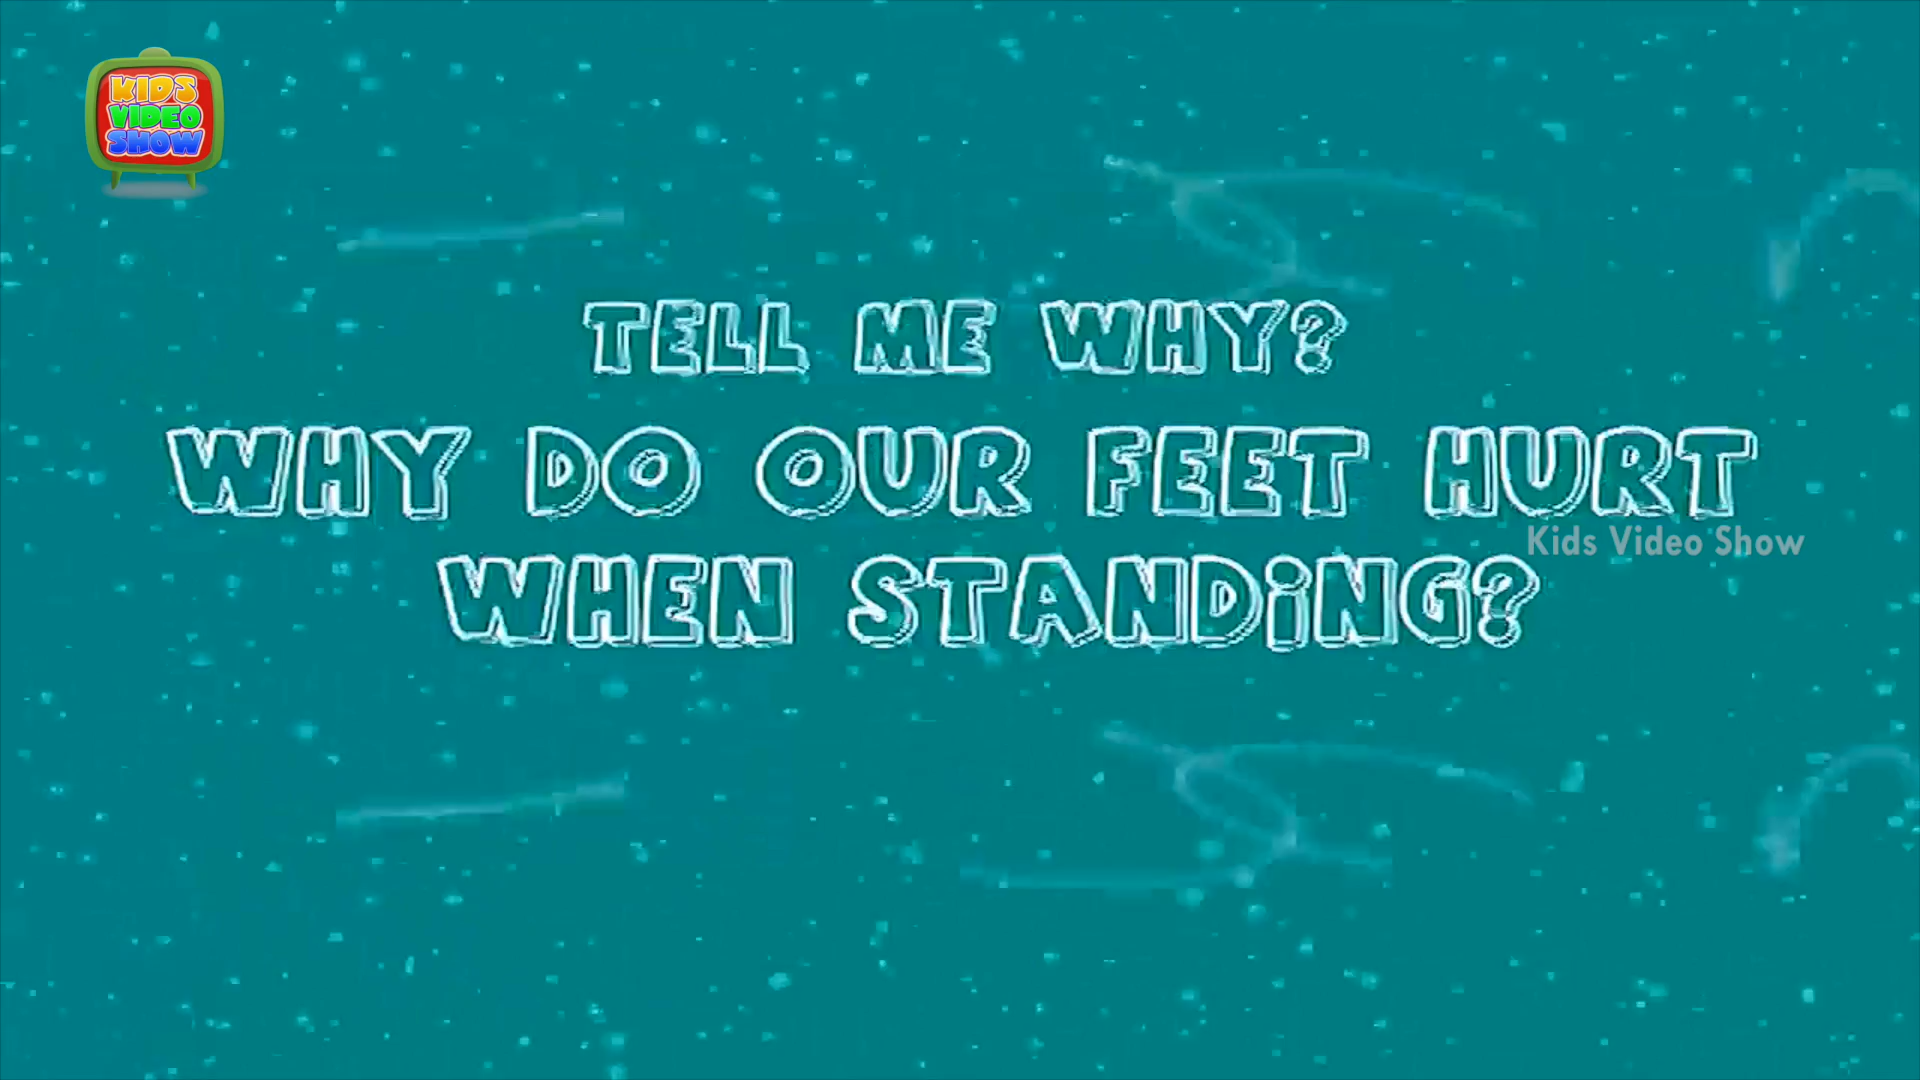 KIDS
VIDEO
SHOW
TELL ME WHY?
WHY DO OUR FEET HURT
Kids Video Show
WHEN STANDiNG?